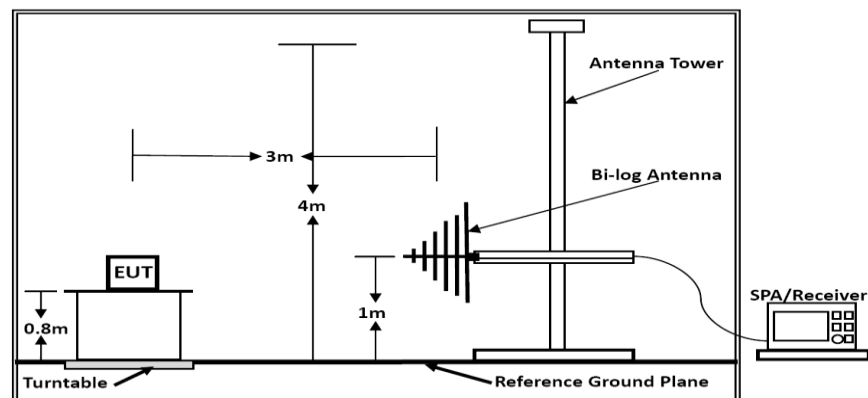 Antenna Tower
3m
Bi-log Antenna
4m
EUT
SPA/Receiver
0.8m
1m
Turntable
Reference Ground Plane